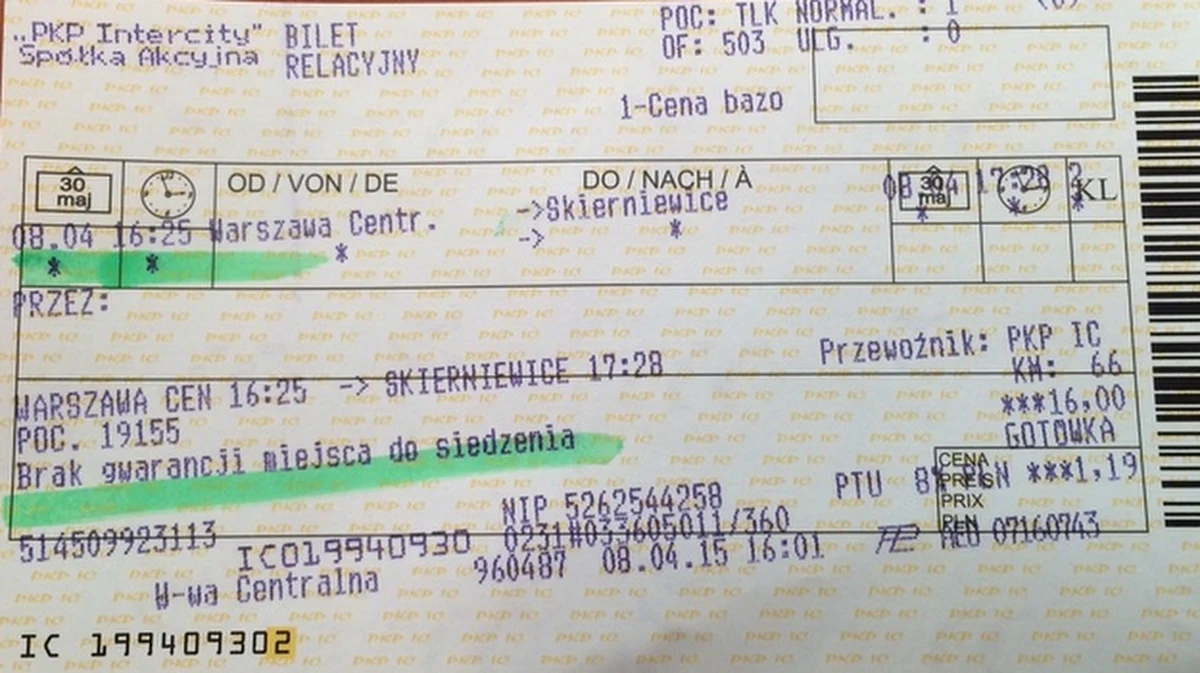 „PKP Intercity" BILET
Spółka Akcyjna RELACYJNY
POC: TLK NORMAL. : 1
OF: 503 ULG. : 0
1-Cena bazo
30 maj OD / VON / DE DO / NACH / À 30 maj KL
08.04 17:28 2
08.04 16:25 Warszawa Centr. ->Skierniewice
->
* * * * * * *
PRZEZ:
Przewoźnik: PKP IC
WARSZAWA CEN 16:25 -> SKIERNIEWICE 17:28 KM: 66
POC. 19155 ***16,00
GOTÓWKA
Brak gwarancji miejsca do siedzenia
CENA
PREIS
PRIX
PLN
PTU 8% PLN ***1,19
NIP 5262544258
514509923113 IC019940930 0231#033605011/360 07160743
W-wa Centralna 960487 08.04.15 16:01
IC 199409302